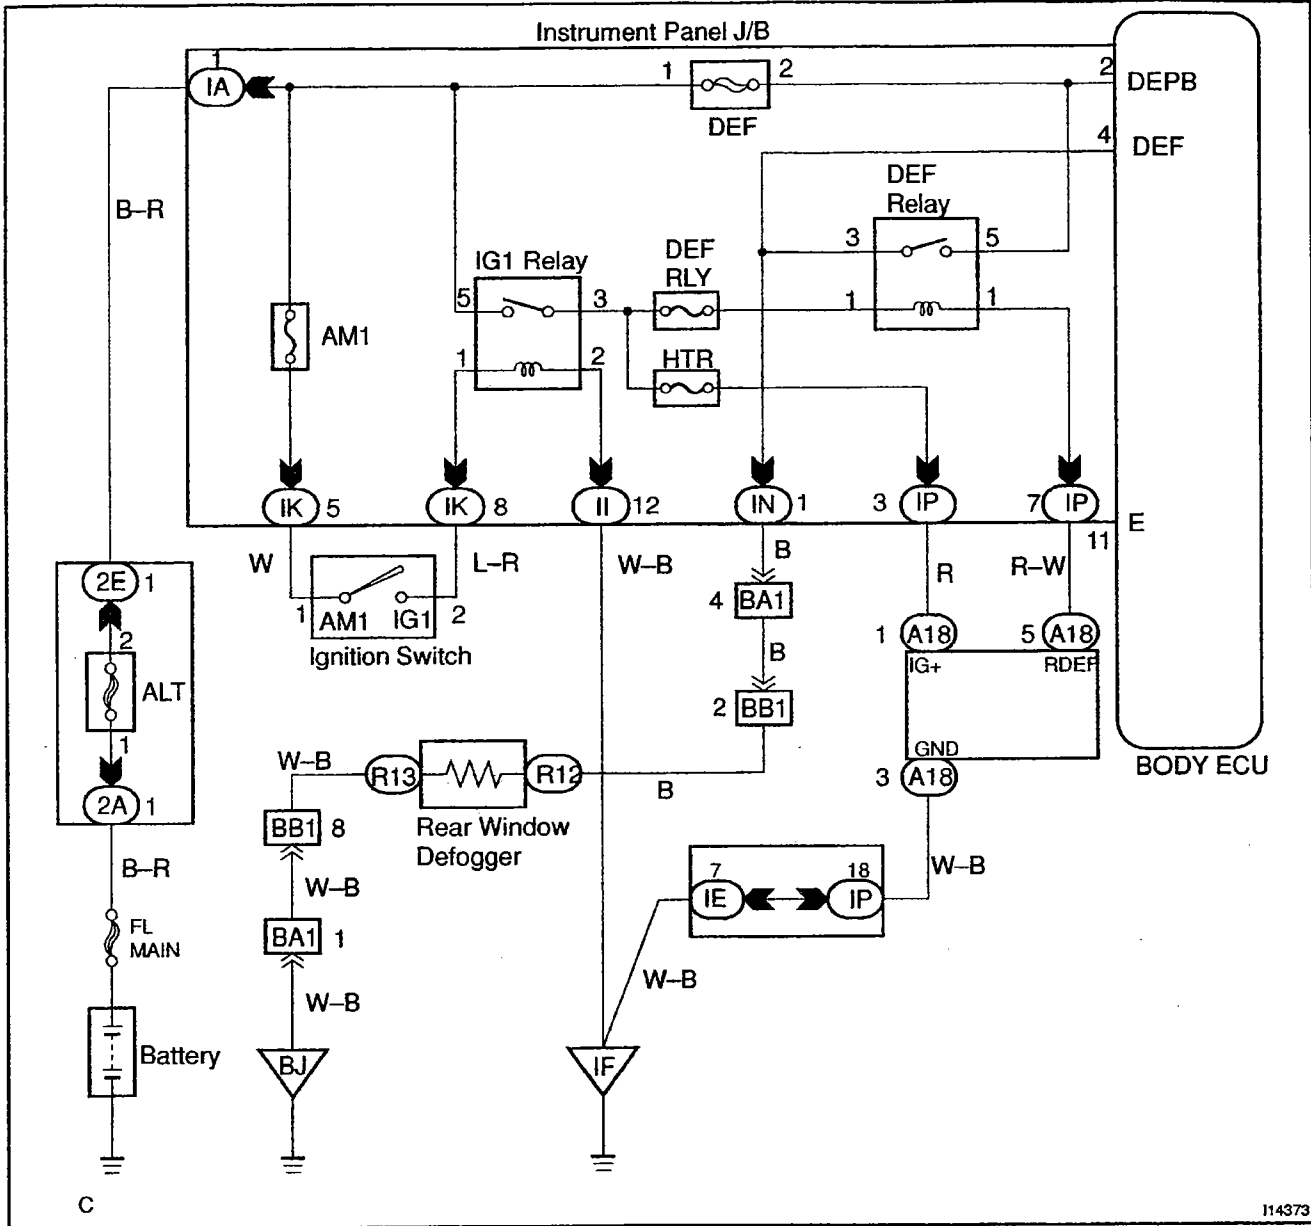 Instrument Panel J/B
1
IA
1 2
DEF
2
DEPB
4
DEF
DEF
Relay
3 5
1 1
B–R
IG1 Relay
5 3
1 2
DEF
RLY
HTR
AM1
IK 5
IK 8
II 12
IN 1
3 IP
7 IP
E
11
W
L–R
W–B
B
R
R–W
1 AM1 IG1 2
Ignition Switch
4 BA1
B
2 BB1
1 A18
5 A18
IG+ RDEF
GND
3 A18
BODY ECU
2E 1
2
ALT
1
2A 1
W–B
R13
R12
B
Rear Window
Defogger
BB1 8
W–B
BA1 1
W–B
BJ
B–R
FL
MAIN
Battery
7 18
IE IP
W–B
W–B
IF
C
I14373